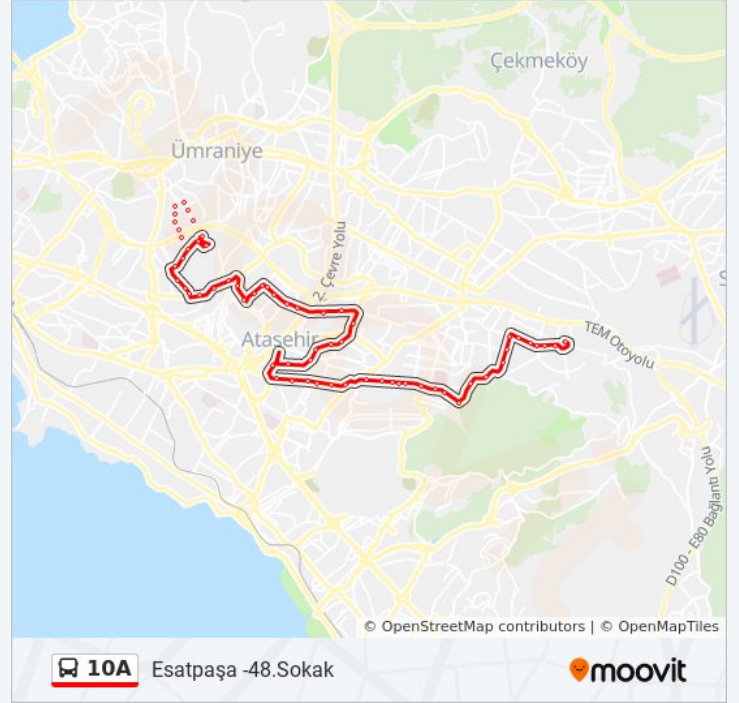 Çekmeköy
Ümraniye
2. Çevre Yolu
Ataşehir
TEM Otoyolu
D100 - E80 Bağlantı Yolu
© OpenStreetMap contributors | © OpenMapTiles
10A Esatpaşa -48.Sokak
moovit